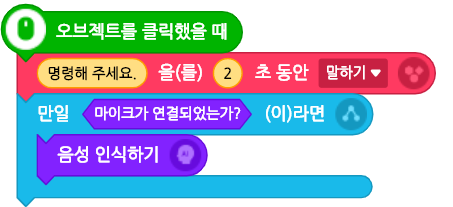 오브젝트를 클릭했을 때
명령해 주세요. 을(를) 2 초 동안 말하기 ▼
만일 마이크가 연결되었는가? (이)라면
음성 인식하기